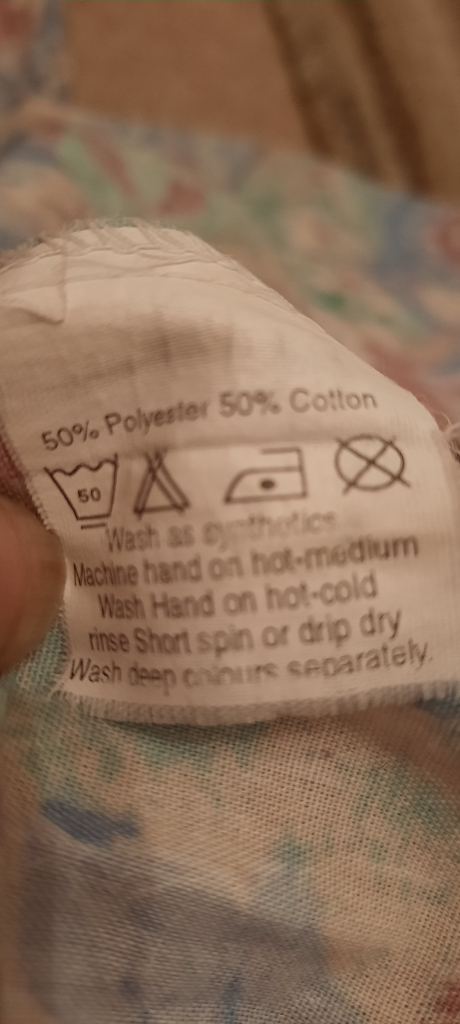 50% Polyester 50% Cotton
50
Wash as synthetics
Machine hand on hot-medium
Wash Hand on hot-cold
rinse Short spin or drip dry
Wash deep colours separately.